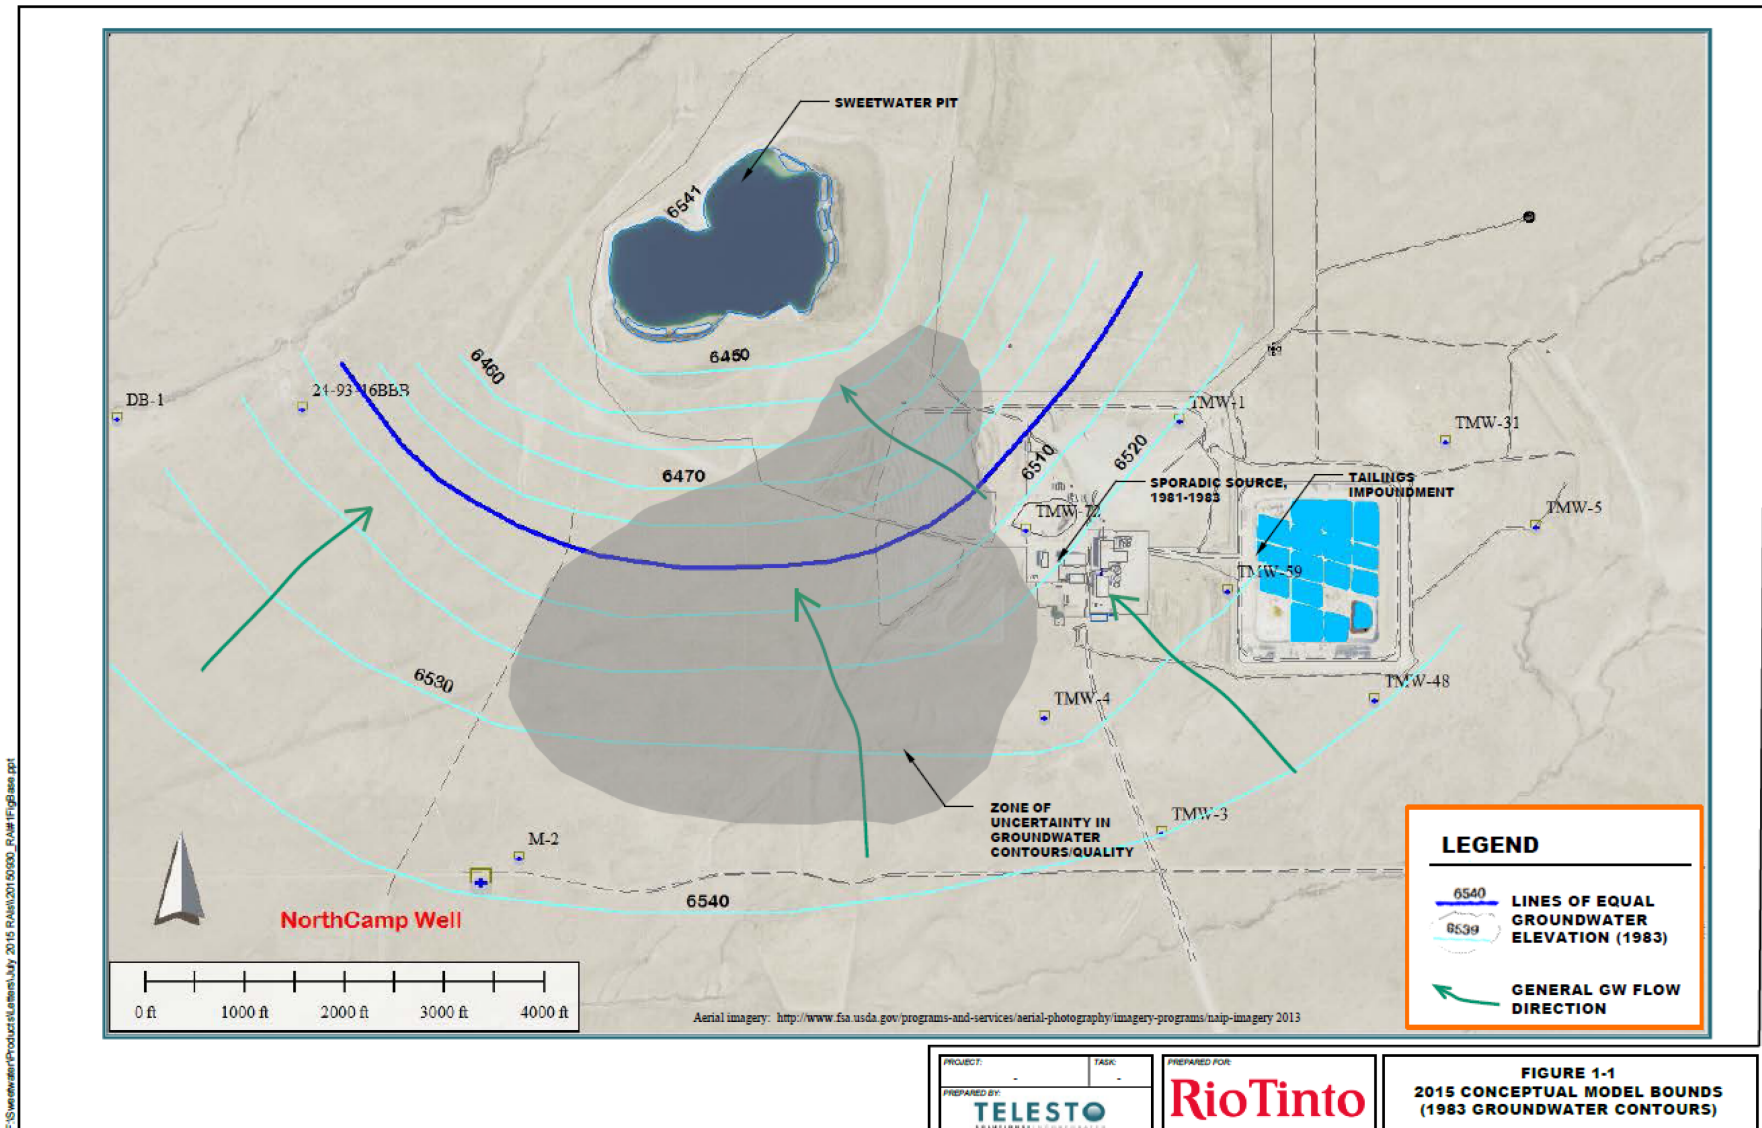 SWEETWATER PIT
6541
6450
6460
DB-1
24-93-16BBB
TMW-1
TMW-31
6470
6510
6520
SPORADIC SOURCE,
1981-1983
TAILINGS
IMPOUNDMENT
TMW-72
TMW-5
TMW-59
6530
TMW-4
TMW-48
ZONE OF
UNCERTAINTY IN
GROUNDWATER
CONTOURS/QUALITY
TMW-3
M-2
NorthCamp Well
6540
LEGEND
6540
6539
LINES OF EQUAL
GROUNDWATER
ELEVATION (1983)
GENERAL GW FLOW
DIRECTION
0 ft
1000 ft
2000 ft
3000 ft
4000 ft
Aerial imagery: http://www.fsa.usda.gov/programs-and-services/aerial-photography/imagery-programs/naip-imagery 2013
PROJECT:
-
TASK:
-
PREPARED BY:
TELESTO
PREPARED FOR:
RioTinto
FIGURE 1-1
2015 CONCEPTUAL MODEL BOUNDS
(1983 GROUNDWATER CONTOURS)